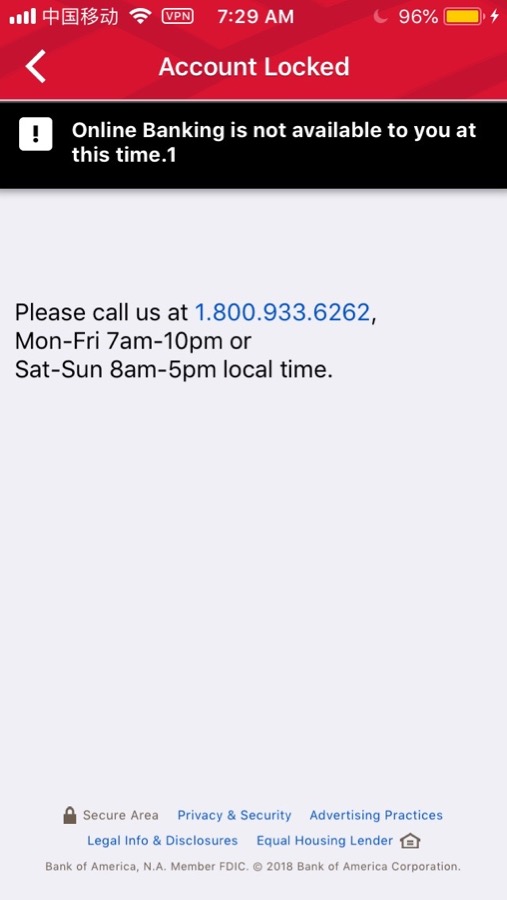 中国移动 VPN 7:29 AM 96%
Account Locked
Online Banking is not available to you at
this time.1
Please call us at 1.800.933.6262,
Mon-Fri 7am-10pm or
Sat-Sun 8am-5pm local time.
Secure Area Privacy & Security Advertising Practices
Legal Info & Disclosures Equal Housing Lender
Bank of America, N.A. Member FDIC. © 2018 Bank of America Corporation.